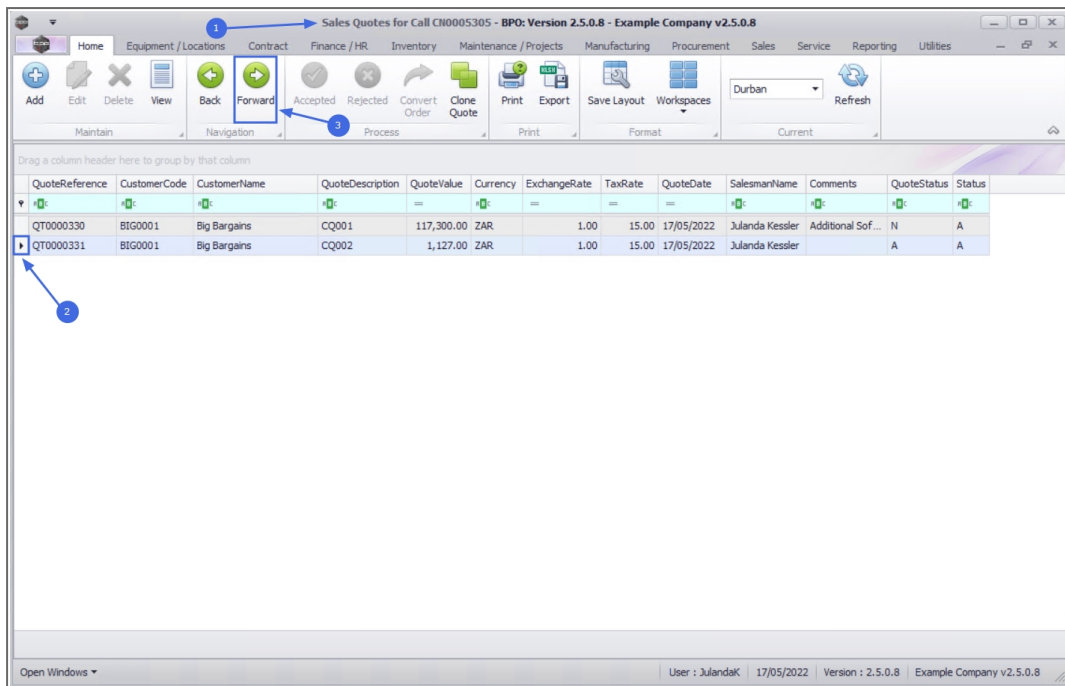 1
Sales Quotes for Call CN0005305 - BPO: Version 2.5.0.8 - Example Company v2.5.0.8
Home Equipment / Locations Contract Finance / HR Inventory Maintenance / Projects Manufacturing Procurement Sales Service Reporting Utilities
Add Edit Delete View Back Forward Accepted Rejected Convert Order Clone Quote Print Export Save Layout Workspaces Durban Refresh
3
Maintain Navigation Process Print Format Current
Drag a column header here to group by that column
QuoteReference CustomerCode CustomerName QuoteDescription QuoteValue Currency ExchangeRate TaxRate QuoteDate SalesmanName Comments QuoteStatus Status
= = = =
QT0000330 BIG0001 Big Bargains CQ001 117,300.00 ZAR 1.00 15.00 17/05/2022 Julanda Kessler Additional Sof... N A
QT0000331 BIG0001 Big Bargains CQ002 1,127.00 ZAR 1.00 15.00 17/05/2022 Julanda Kessler A A
2
Open Windows User : JulandaK 17/05/2022 Version : 2.5.0.8 Example Company v2.5.0.8